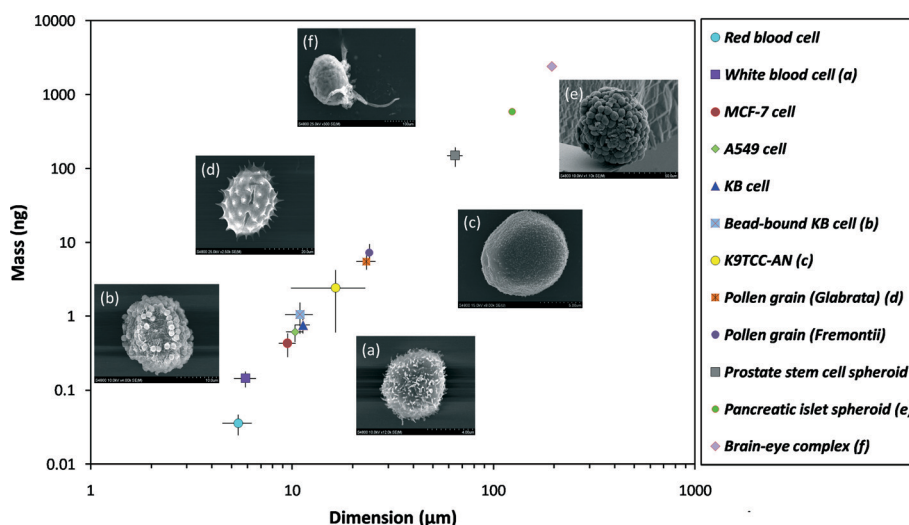 10000
1000
100
10
1
0.1
0.01
Mass (ng)
1
10
100
1000
Dimension (µm)
(f)
(e)
(d)
(c)
(b)
(a)
Red blood cell
White blood cell (a)
MCF-7 cell
A549 cell
KB cell
Bead-bound KB cell (b)
K9TCC-AN (c)
Pollen grain (Glabrata) (d)
Pollen grain (Fremontii)
Prostate stem cell spheroid
Pancreatic islet spheroid (e)
Brain-eye complex (f)